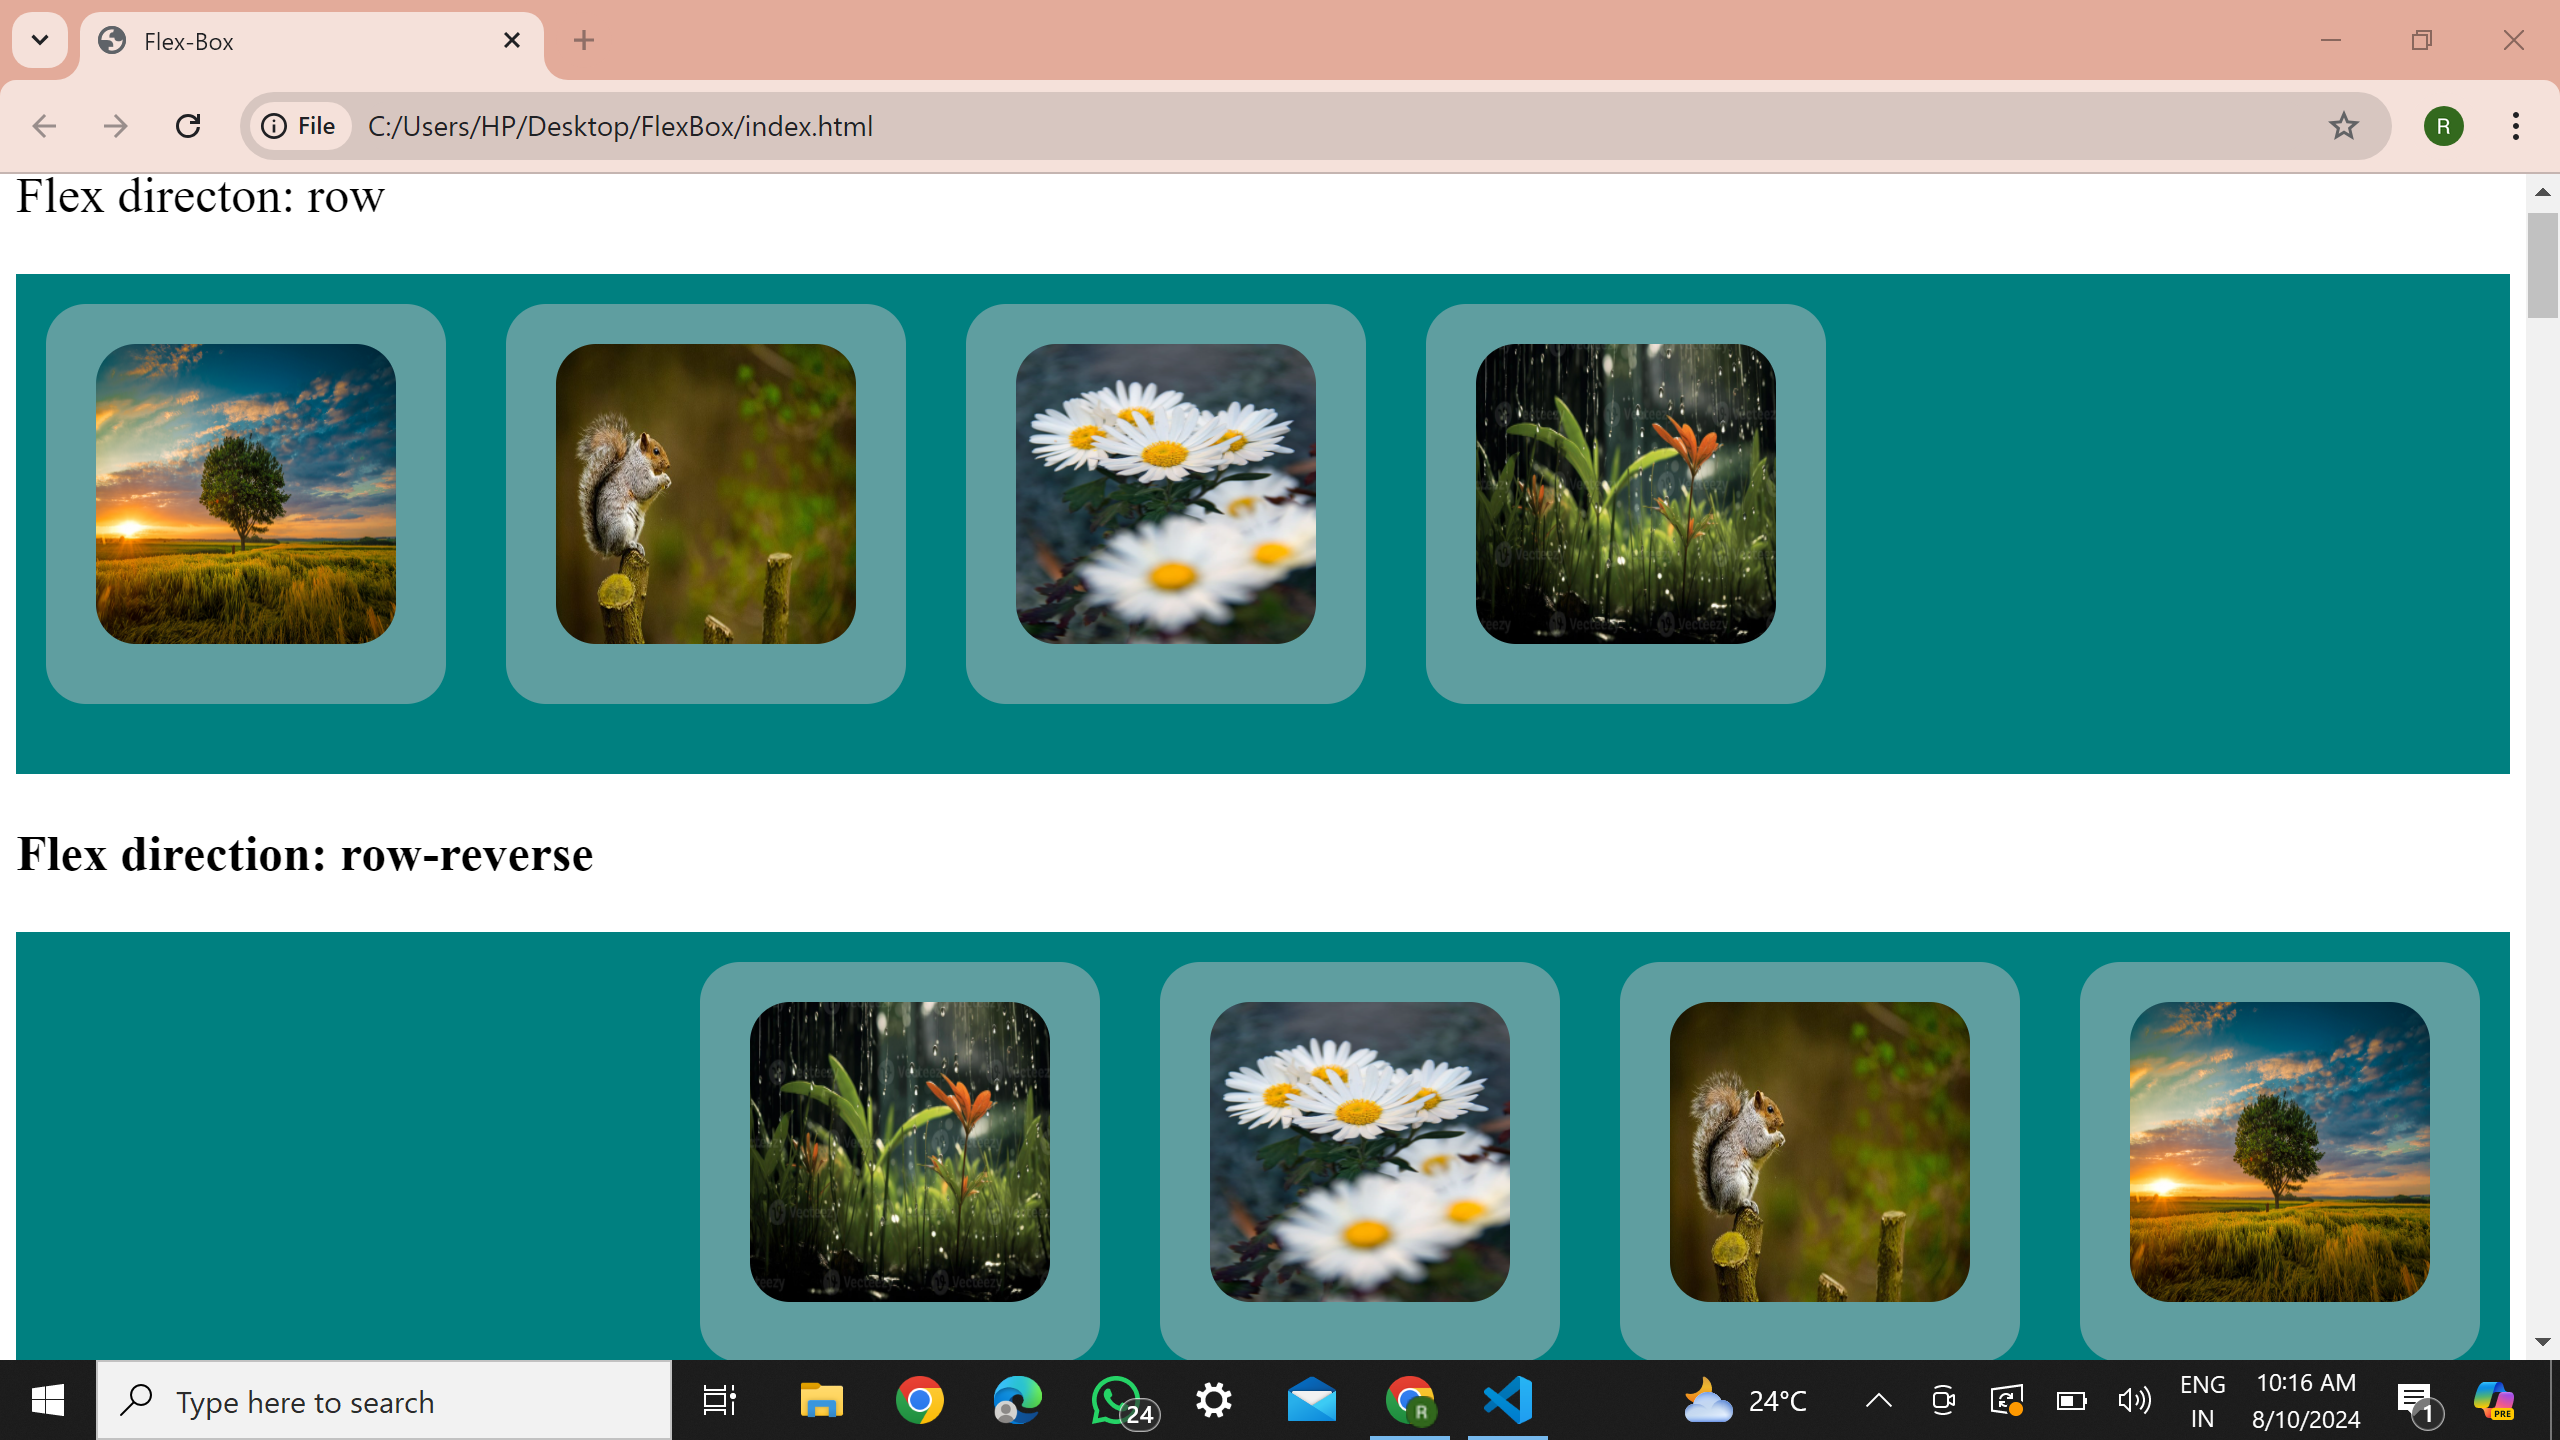 Flex-Box
File C:/Users/HP/Desktop/FlexBox/index.html
R
Flex directon: row
Flex direction: row-reverse
Type here to search
24
R
24°C
ENG
IN
10:16 AM
8/10/2024
1
PRE